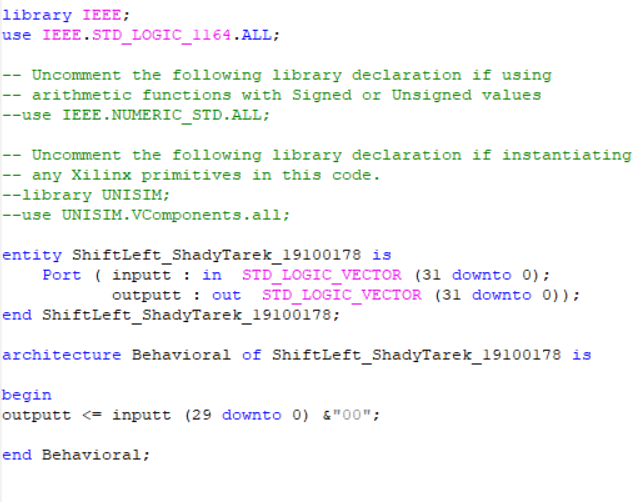 library IEEE;
use IEEE.STD_LOGIC_1164.ALL;
-- Uncomment the following library declaration if using
-- arithmetic functions with Signed or Unsigned values
--use IEEE.NUMERIC_STD.ALL;
-- Uncomment the following library declaration if instantiating
-- any Xilinx primitives in this code.
--library UNISIM;
--use UNISIM.VComponents.all;
entity ShiftLeft_ShadyTarek_19100178 is
    Port ( inputt : in  STD_LOGIC_VECTOR (31 downto 0);
           outputt : out  STD_LOGIC_VECTOR (31 downto 0));
end ShiftLeft_ShadyTarek_19100178;
architecture Behavioral of ShiftLeft_ShadyTarek_19100178 is
begin
outputt <= inputt (29 downto 0) &"00";
end Behavioral;